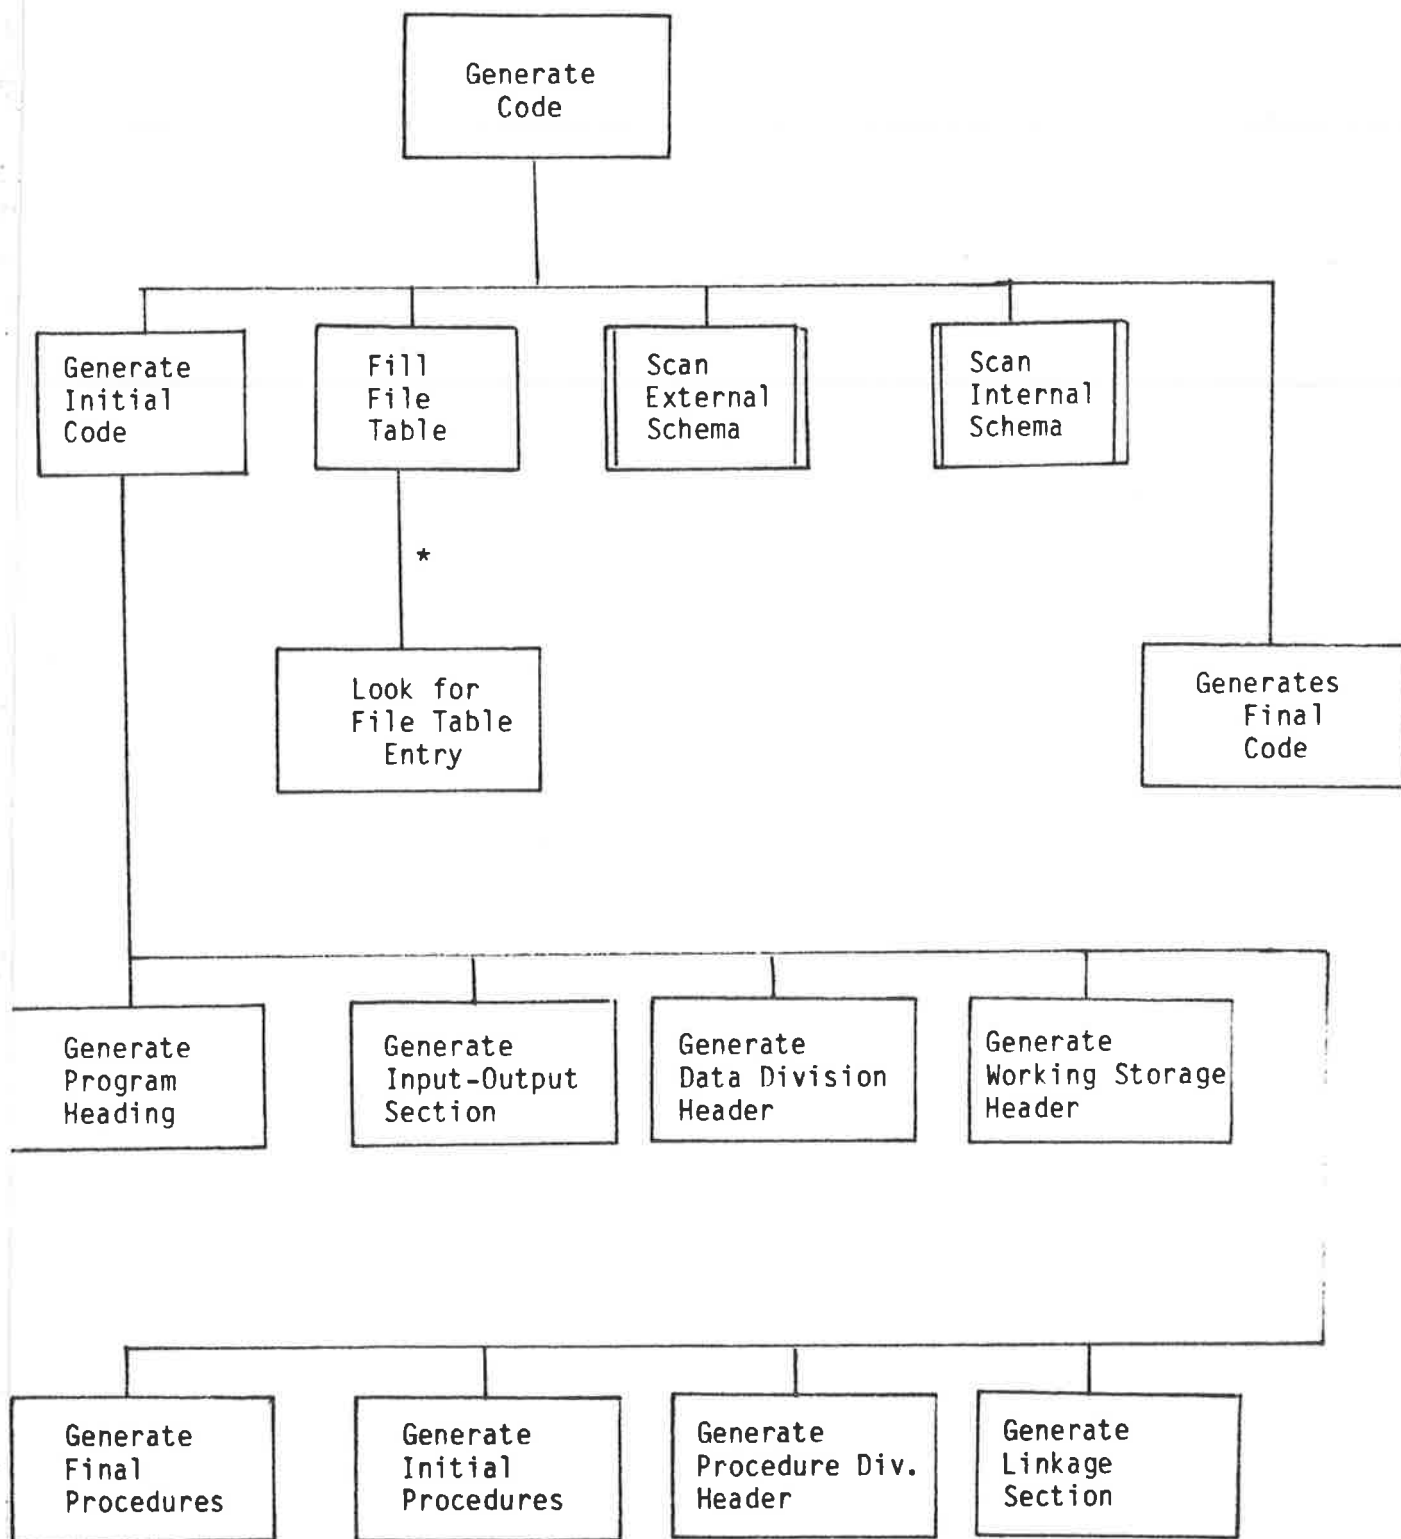 Generate
Code
Generate
Initial
Code
Fill
File
Table
Scan
External
Schema
Scan
Internal
Schema
*
Look for
File Table
Entry
Generates
Final
Code
Generate
Program
Heading
Generate
Input-Output
Section
Generate
Data Division
Header
Generate
Working Storage
Header
Generate
Final
Procedures
Generate
Initial
Procedures
Generate
Procedure Div.
Header
Generate
Linkage
Section